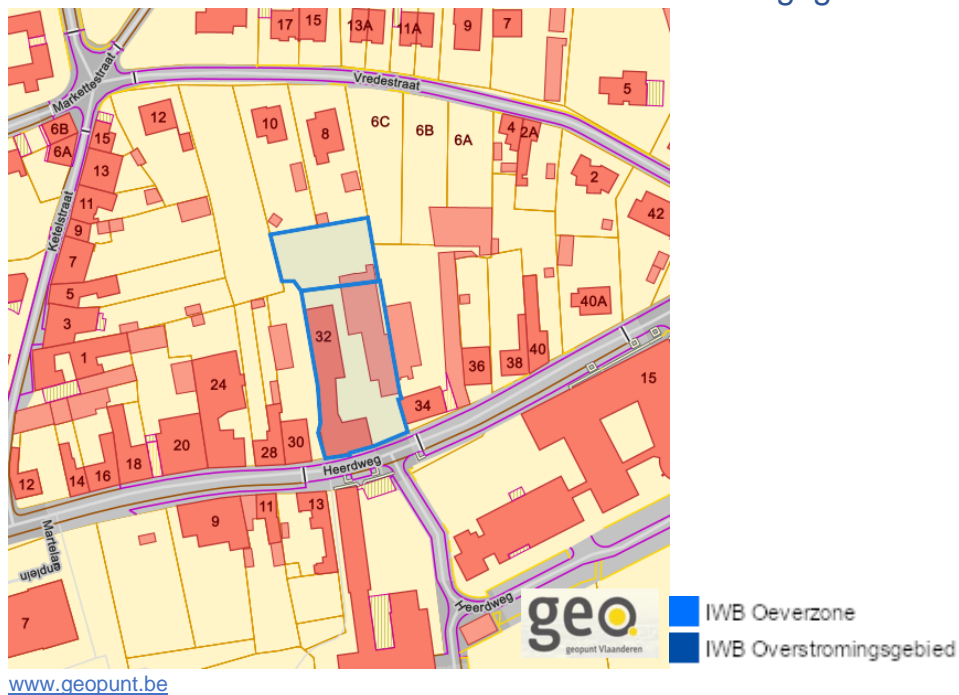 17 15 13A 11A 9 7
Vredestraat
5
Markettestraat
6B
6A
15
12
10
8
6C
6B
6A
4 2A
13
2
11
42
Ketelstraat
9
7
5
40A
3
32
1
40
36
38
24
15
34
20
30
28
18
16
14
12
Heerdweg
11
13
9
Martelaa
enplein
7
Heerdweg
geo.
geopunt Vlaanderen
IWB Oeverzone
IWB Overstromingsgebied
www.geopunt.be